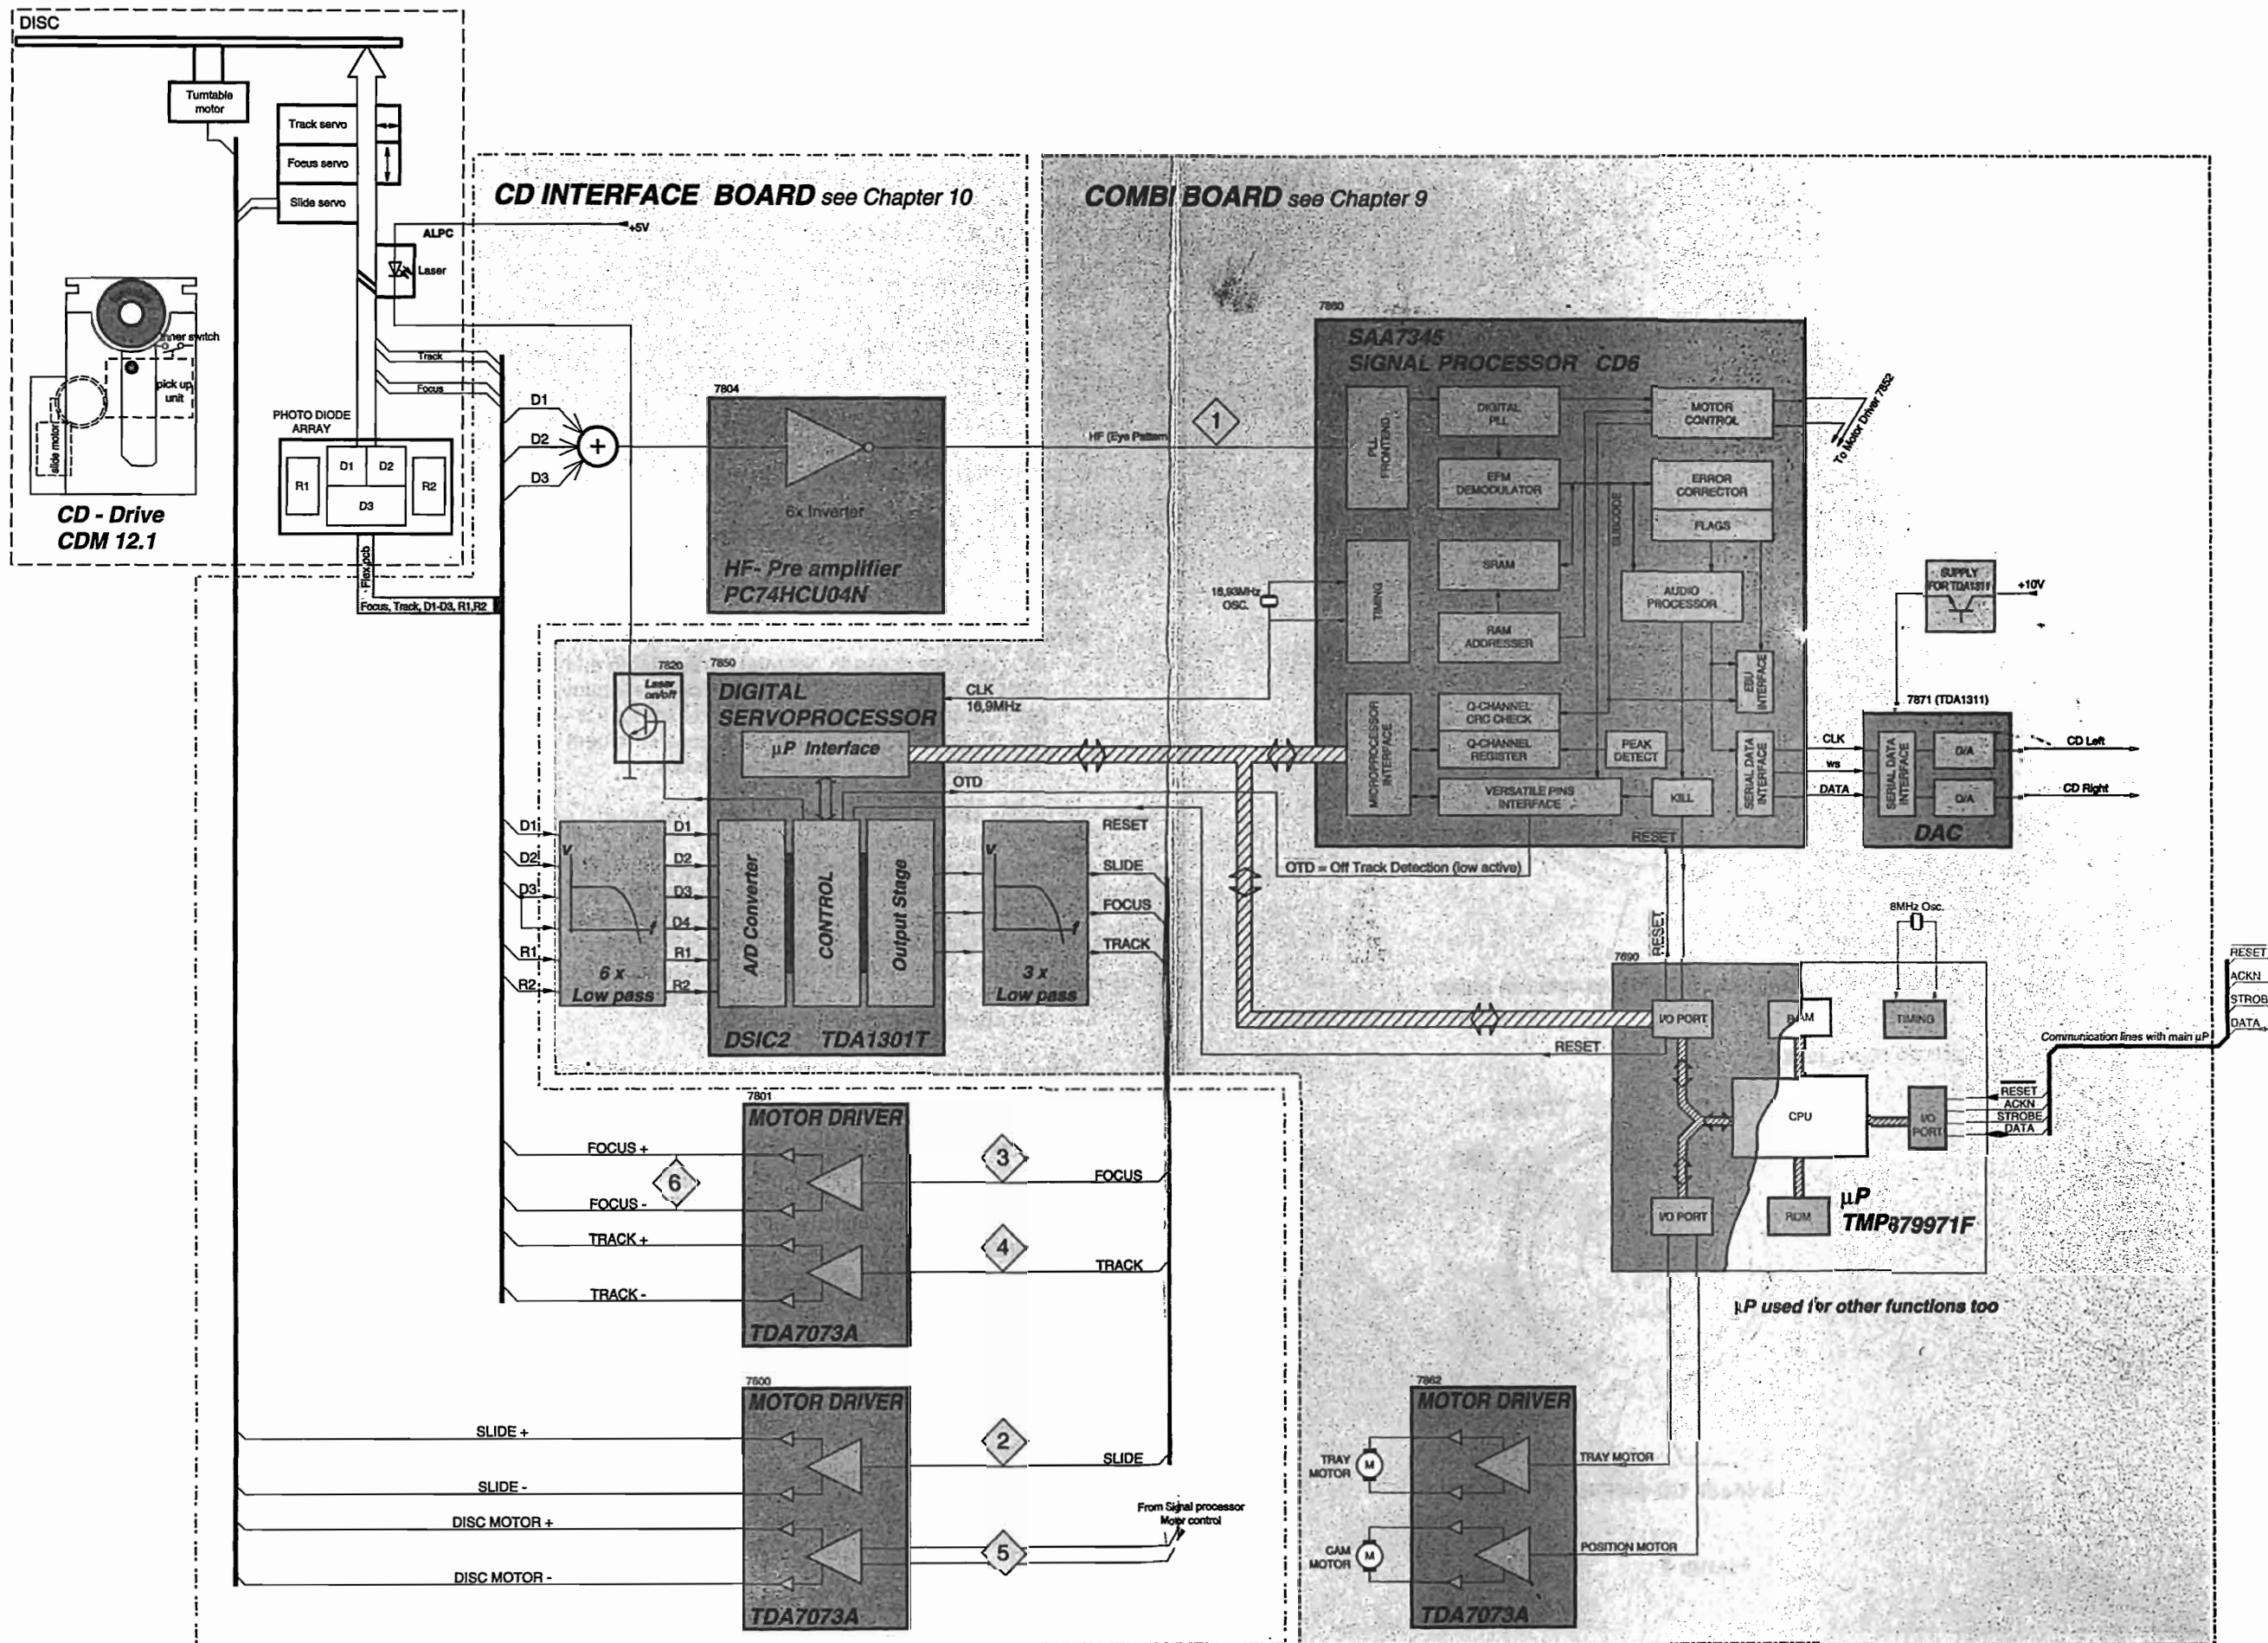 DISC
Turntable
motor
Track servo
Focus servo
Slide servo
CD INTERFACE BOARD see Chapter 10
COMBI BOARD see Chapter 9
ALPC
+5V
Laser
inner switch
pick up
unit
slide motor
CD - Drive
CDM 12.1
Track
Focus
PHOTO DIODE
ARRAY
R1
D1
D2
R2
D3
Flex pcb
Focus, Track, D1-D3, R1,R2
D1
D2
D3
+
7804
6x Inverter
HF- Pre amplifier
PC74HCU04N
HF (Eye Pattern
1
7860
SAA7345
SIGNAL PROCESSOR CD6
PLL
FRONTEND
DIGITAL
PLL
MOTOR
CONTROL
To Motor Driver 7852
EFM
DEMODULATOR
ERROR
CORRECTOR
FLAGS
SUBCODE
SRAM
TIMING
16,93MHz
OSC.
RAM
ADDRESSER
AUDIO
PROCESSOR
EBU
INTERFACE
MICROPROCESSOR
INTERFACE
Q-CHANNEL
CRC CHECK
Q-CHANNEL
REGISTER
PEAK
DETECT
VERSATILE PINS
INTERFACE
KILL
SERIAL DATA
INTERFACE
RESET
SUPPLY
FOR TDA1311
+10V
7871 (TDA1311)
CLK
ws
DATA
SERIAL DATA
INTERFACE
D/A
D/A
DAC
CD Left
CD Right
7820
Laser
on/off
7850
DIGITAL
SERVOPROCESSOR
µP Interface
CLK
16,9MHz
OTD
A/D Converter
CONTROL
Output Stage
DSIC2 TDA1301T
D1
D2
D3
R1
R2
V
f
6 x
Low pass
D1
D2
D3
D4
R1
R2
V
f
3 x
Low pass
RESET
SLIDE
FOCUS
TRACK
OTD = Off Track Detection (low active)
RESET
RESET
7690
I/O PORT
RAM
8MHz Osc.
TIMING
CPU
I/O
PORT
I/O PORT
ROM
µP
TMP879971F
µP used for other functions too
Communication lines with main µP
RESET
ACKN
STROBE
DATA
RESET
ACKN
STROB
DATA
7801
MOTOR DRIVER
TDA7073A
FOCUS +
6
FOCUS -
TRACK +
TRACK -
3
FOCUS
4
TRACK
7800
MOTOR DRIVER
TDA7073A
SLIDE +
SLIDE -
DISC MOTOR +
DISC MOTOR -
2
SLIDE
From Signal processor
Motor control
5
7862
MOTOR DRIVER
TDA7073A
TRAY
MOTOR
M
CAM
MOTOR
M
TRAY MOTOR
POSITION MOTOR